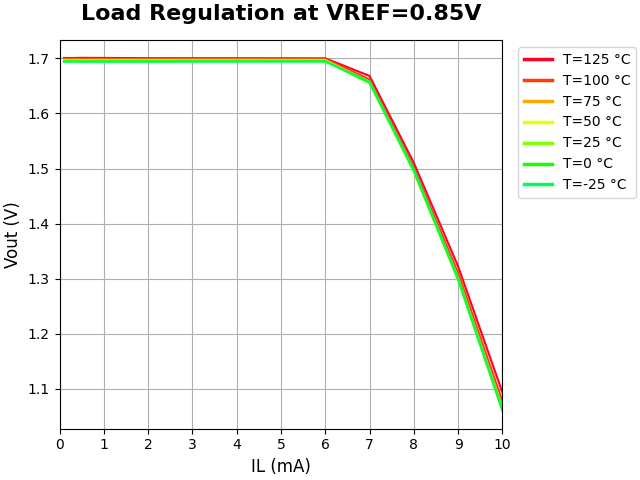 Load Regulation at VREF=0.85V
Vout (V)
1.7
1.6
1.5
1.4
1.3
1.2
1.1
0 1 2 3 4 5 6 7 8 9 10
IL (mA)
T=125 °C
T=100 °C
T=75 °C
T=50 °C
T=25 °C
T=0 °C
T=-25 °C